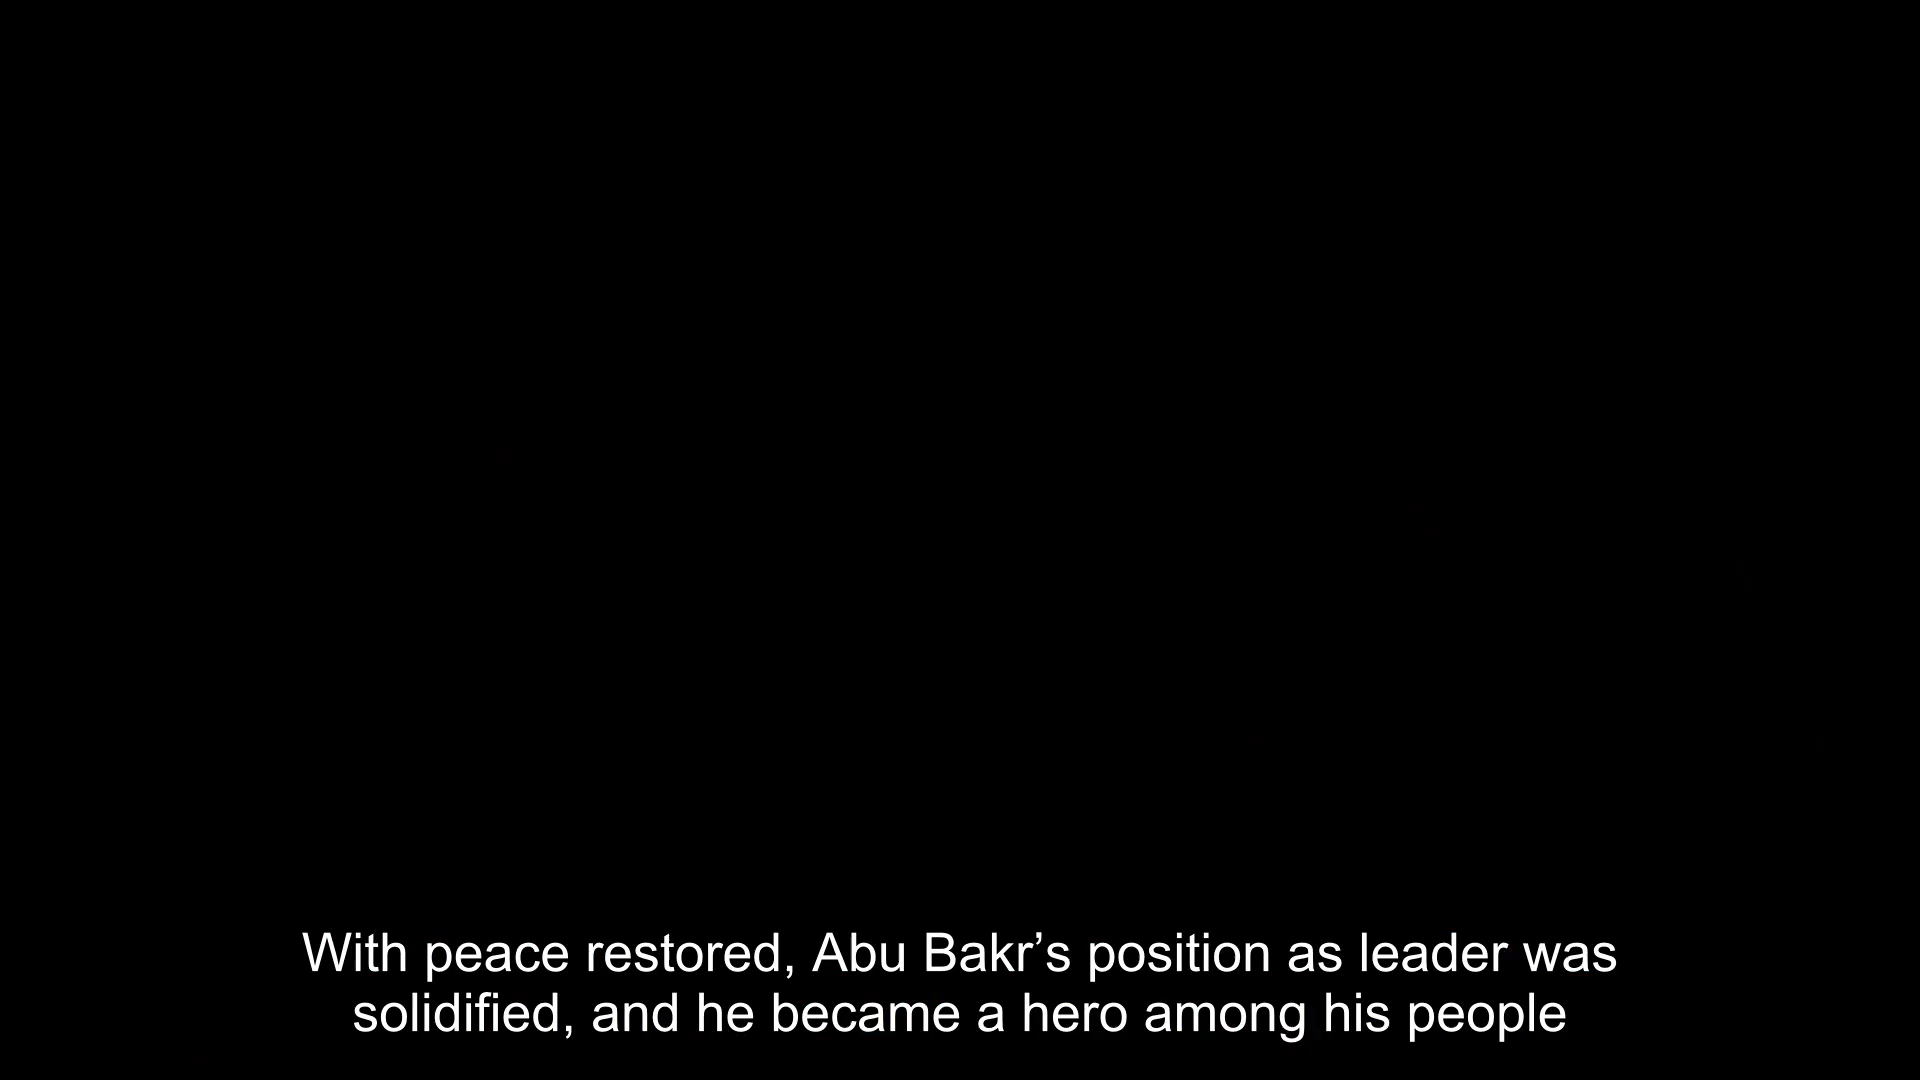 With peace restored, Abu Bakr’s position as leader was
solidified, and he became a hero among his people